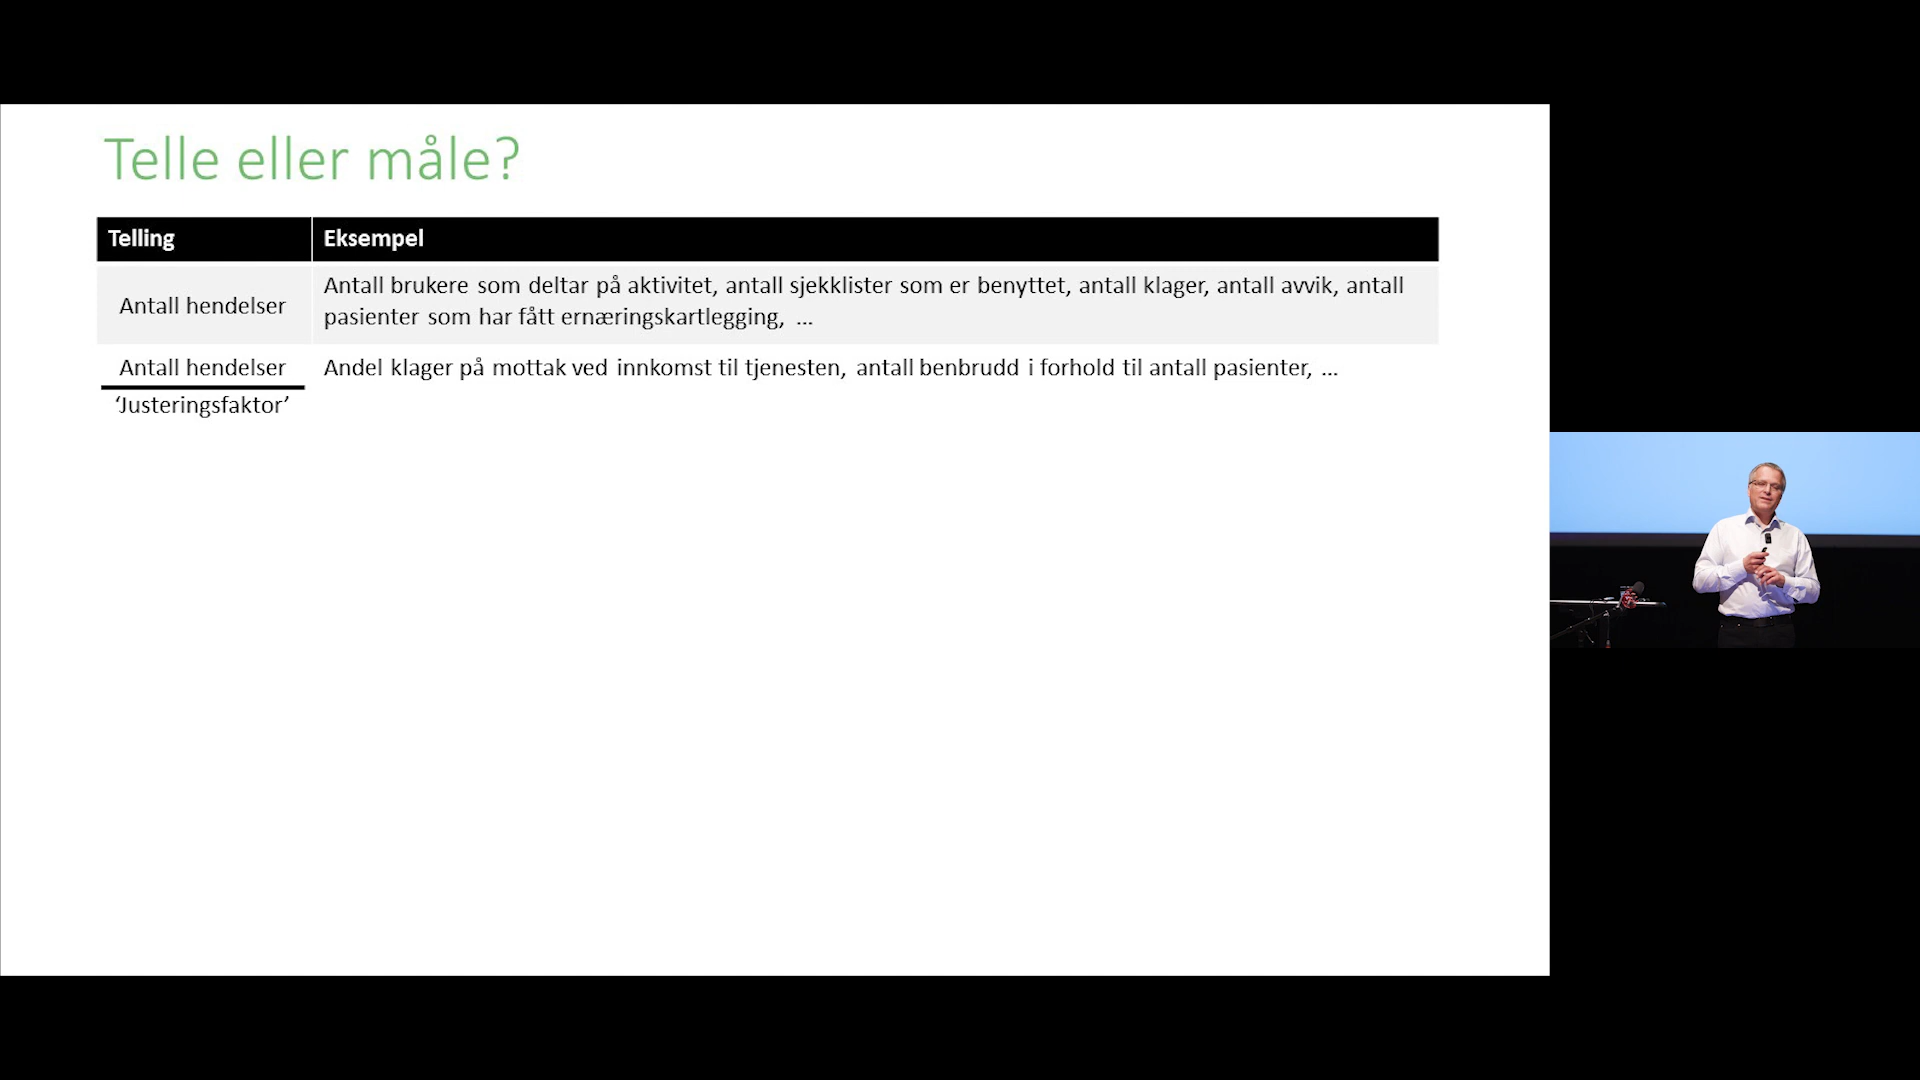 Telle eller måle?
Telling
Eksempel
Antall hendelser
Antall brukere som deltar på aktivitet, antall sjekklister som er benyttet, antall klager, antall avvik, antall
pasienter som har fått ernæringskartlegging, ...
Antall hendelser
‘Justeringsfaktor’
Andel klager på mottak ved innkomst til tjenesten, antall benbrudd i forhold til antall pasienter, ...